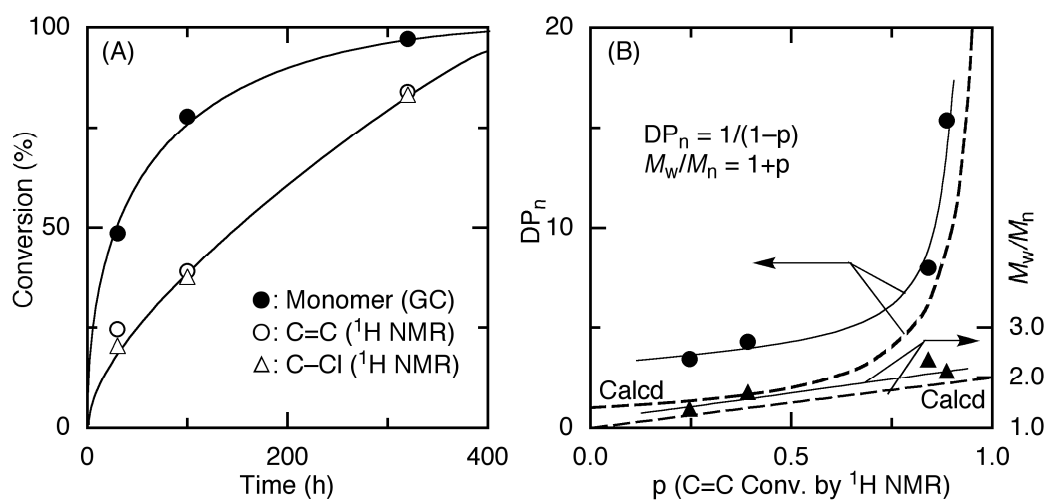 (A)
100
50
0
Conversion (%)
●: Monomer (GC)
○: C=C (¹H NMR)
△: C–Cl (¹H NMR)
0
200
400
Time (h)
(B)
20
10
0
DPₙ
DPₙ = 1/(1–p)
Mw/Mₙ = 1+p
Calcd
Calcd
3.0
2.0
1.0
Mw/Mₙ
0.0
0.5
1.0
p (C=C Conv. by ¹H NMR)